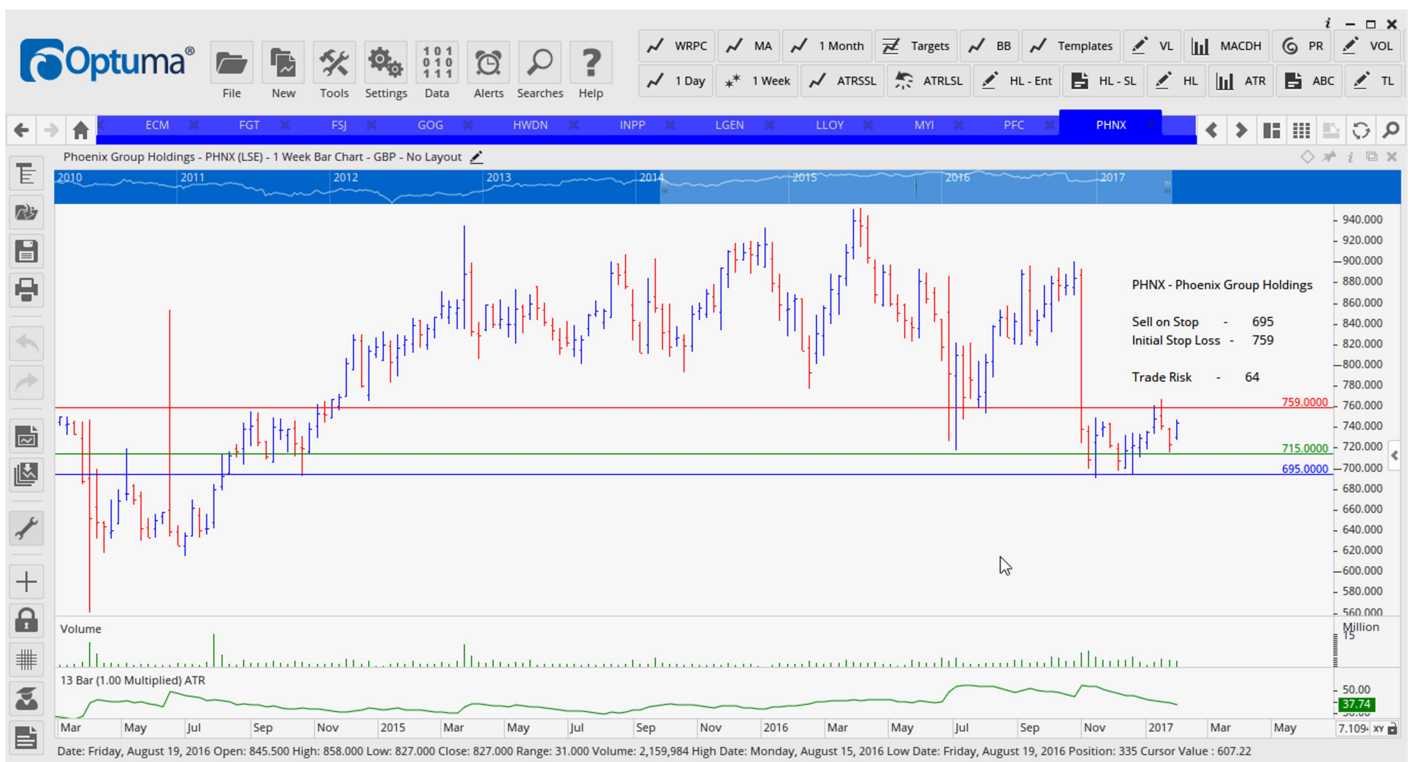 i
Optuma®
WRPC MA 1 Month Targets BB Templates VL MACDH PR VOL
1 Day 1 Week ATRSSL ATRLSL HL - Ent HL - SL HL ATR ABC TL
101
010
111
File New Tools Settings Data Alerts Searches Help
ECM FGT FSJ GOG HWDN INPP LGEN LLOY MYI PFC PHNX
Phoenix Group Holdings - PHNX (LSE) - 1 Week Bar Chart - GBP - No Layout
2010 2011 2012 2013 2014 2015 2016 2017
940.000
920.000
900.000
880.000
860.000
840.000
820.000
800.000
780.000
760.000
740.000
720.000
700.000
680.000
660.000
640.000
620.000
600.000
580.000
560.000
PHNX - Phoenix Group Holdings
Sell on Stop - 695
Initial Stop Loss - 759
Trade Risk - 64
759.0000
715.0000
695.0000
Volume
Million
15
13 Bar (1.00 Multiplied) ATR
50.00
37.74
Mar May Jul Sep Nov 2015 Mar May Jul Sep Nov 2016 Mar May Jul Sep Nov 2017 Mar May
XY
Date: Friday, August 19, 2016 Open: 845.500 High: 858.000 Low: 827.000 Close: 827.000 Range: 31.000 Volume: 2,159,984 High Date: Monday, August 15, 2016 Low Date: Friday, August 19, 2016 Position: 335 Cursor Value : 607.22